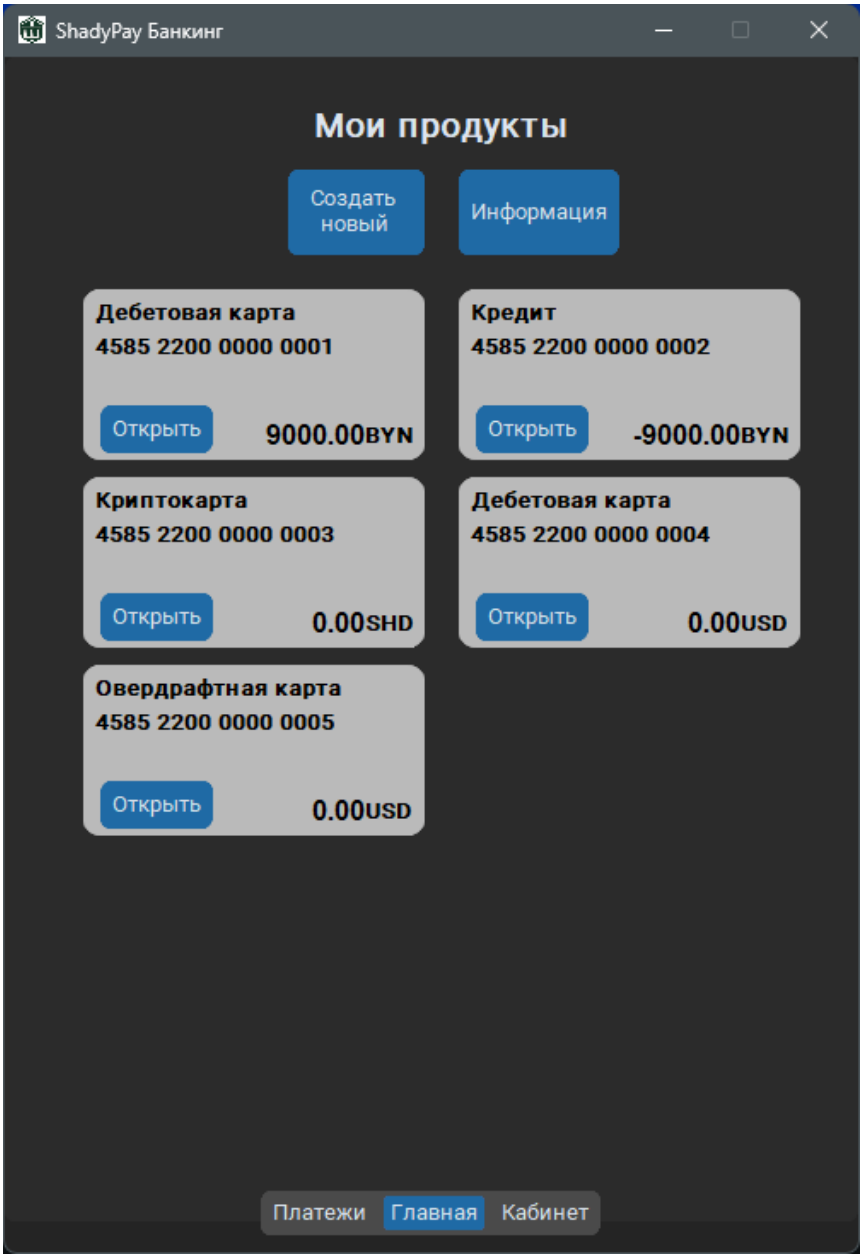 ShadyPay Банкинг
Мои продукты
Создать
новый
Информация
Дебетовая карта
4585 2200 0000 0001
Открыть
9000.00BYN
Кредит
4585 2200 0000 0002
Открыть
-9000.00BYN
Криптокарта
4585 2200 0000 0003
Открыть
0.00SHD
Дебетовая карта
4585 2200 0000 0004
Открыть
0.00USD
Овердрафтная карта
4585 2200 0000 0005
Открыть
0.00USD
Платежи Главная Кабинет